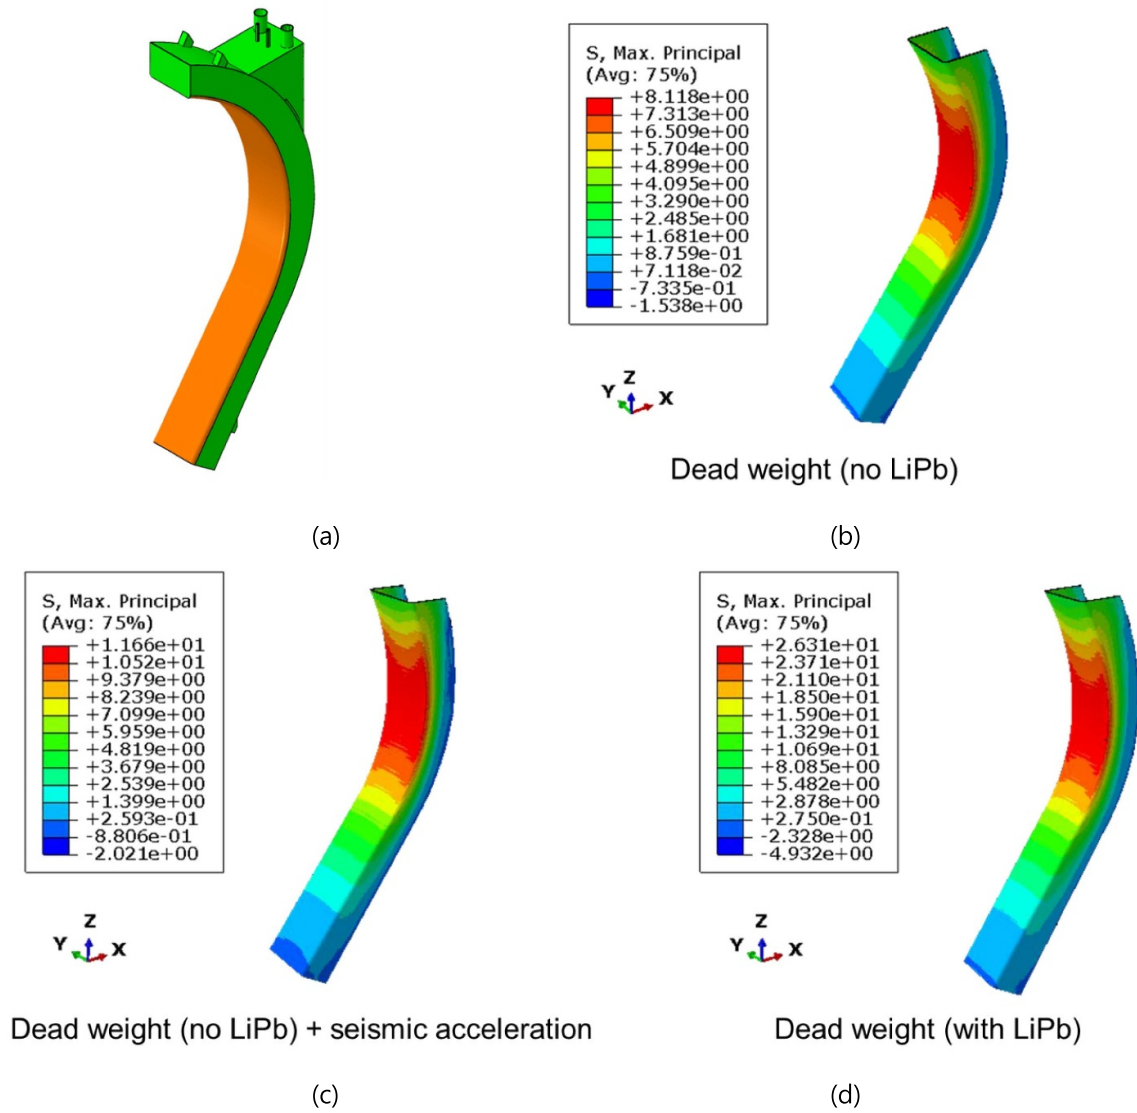 S, Max. Principal
(Avg: 75%)
+8.118e+00
+7.313e+00
+6.509e+00
+5.704e+00
+4.899e+00
+4.095e+00
+3.290e+00
+2.485e+00
+1.681e+00
+8.759e-01
+7.118e-02
-7.335e-01
-1.538e+00
Z
Y X
Dead weight (no LiPb)
(a)
(b)
S, Max. Principal
(Avg: 75%)
+1.166e+01
+1.052e+01
+9.379e+00
+8.239e+00
+7.099e+00
+5.959e+00
+4.819e+00
+3.679e+00
+2.539e+00
+1.399e+00
+2.593e-01
-8.806e-01
-2.021e+00
Z
Y X
Dead weight (no LiPb) + seismic acceleration
(c)
S, Max. Principal
(Avg: 75%)
+2.631e+01
+2.371e+01
+2.110e+01
+1.850e+01
+1.590e+01
+1.329e+01
+1.069e+01
+8.085e+00
+5.482e+00
+2.878e+00
+2.750e-01
-2.328e+00
-4.932e+00
Z
Y X
Dead weight (with LiPb)
(d)